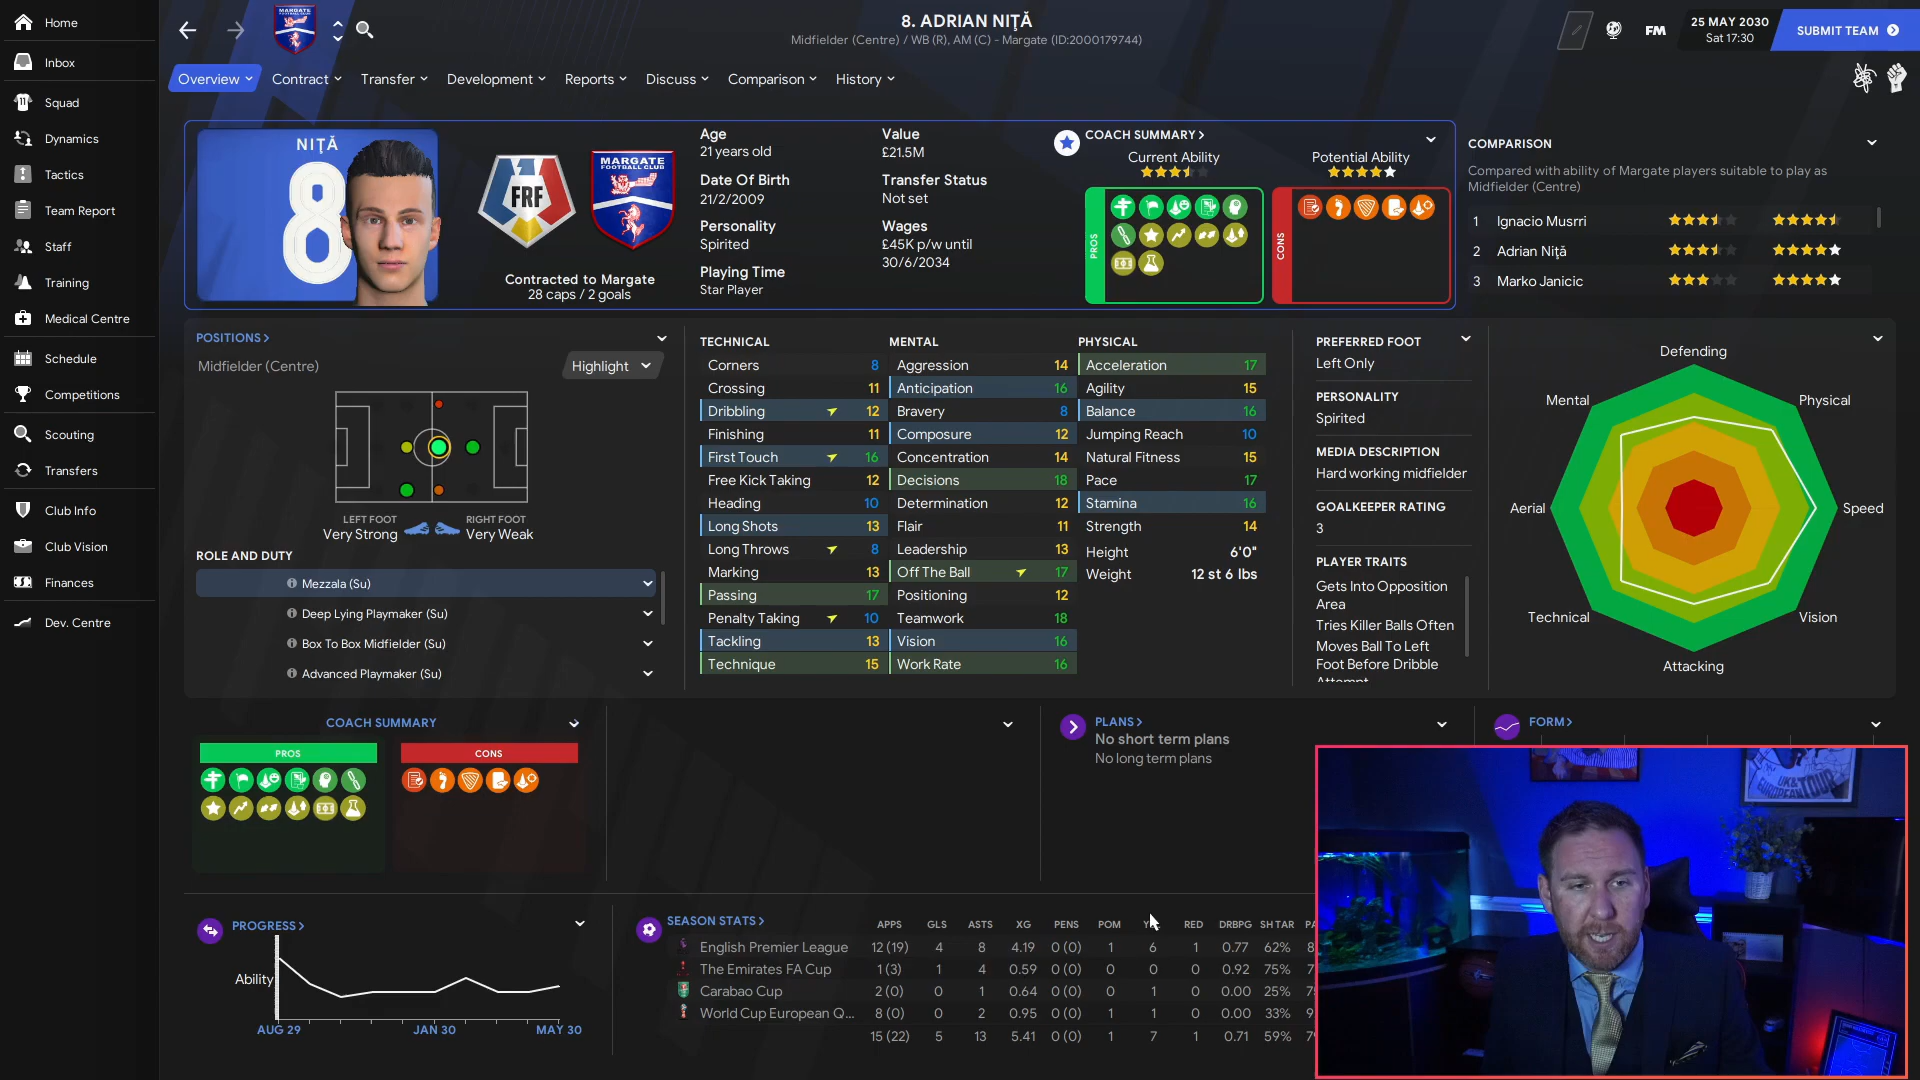 Home
Inbox
Squad
Dynamics
Tactics
Team Report
Staff
Training
Medical Centre
Schedule
Competitions
Scouting
Transfers
Club Info
Club Vision
Finances
Dev. Centre
8. ADRIAN NIŢĂ
Midfielder (Centre) / WB (R), AM (C) - Margate (ID:2000179744)
FM
25 MAY 2030
Sat 17:30
SUBMIT TEAM
Overview
Contract
Transfer
Development
Reports
Discuss
Comparison
History
NIŢĂ
8
FRF
MARGATE
FOOTBALL CLUB
Contracted to Margate
28 caps / 2 goals
Age
21 years old
Date Of Birth
21/2/2009
Personality
Spirited
Playing Time
Star Player
Value
£21.5M
Transfer Status
Not set
Wages
£45K p/w until
30/6/2034
COACH SUMMARY >
Current Ability
Potential Ability
PROS
CONS
COMPARISON
Compared with ability of Margate players suitable to play as
Midfielder (Centre)
1 Ignacio Musrri
2 Adrian Niţă
3 Marko Janicic
POSITIONS >
Midfielder (Centre)
Highlight
LEFT FOOT
Very Strong
RIGHT FOOT
Very Weak
ROLE AND DUTY
Mezzala (Su)
Deep Lying Playmaker (Su)
Box To Box Midfielder (Su)
Advanced Playmaker (Su)
TECHNICAL
Corners 8
Crossing 11
Dribbling 12
Finishing 11
First Touch 16
Free Kick Taking 12
Heading 10
Long Shots 13
Long Throws 8
Marking 13
Passing 17
Penalty Taking 10
Tackling 13
Technique 15
MENTAL
Aggression 14
Anticipation 16
Bravery 8
Composure 12
Concentration 14
Decisions 18
Determination 12
Flair 11
Leadership 13
Off The Ball 17
Positioning 12
Teamwork 18
Vision 16
Work Rate 16
PHYSICAL
Acceleration 17
Agility 15
Balance 16
Jumping Reach 10
Natural Fitness 15
Pace 17
Stamina 16
Strength 14
Height 6'0"
Weight 12 st 6 lbs
PREFERRED FOOT
Left Only
PERSONALITY
Spirited
MEDIA DESCRIPTION
Hard working midfielder
GOALKEEPER RATING
3
PLAYER TRAITS
Gets Into Opposition
Area
Tries Killer Balls Often
Moves Ball To Left
Foot Before Dribble
Attempt
Defending
Mental
Physical
Aerial
Speed
Technical
Vision
Attacking
COACH SUMMARY
PROS
CONS
PLANS >
No short term plans
No long term plans
FORM >
PROGRESS >
Ability
AUG 29
JAN 30
MAY 30
SEASON STATS >
APPS GLS ASTS XG PENS POM Y RED DRBPG SH TAR
English Premier League 12 (19) 4 8 4.19 0 (0) 1 6 1 0.77 62%
The Emirates FA Cup 1 (3) 1 4 0.59 0 (0) 0 0 0 0.92 75%
Carabao Cup 2 (0) 0 1 0.64 0 (0) 0 1 0 0.00 25%
World Cup European Q... 8 (0) 0 2 0.95 0 (0) 1 1 0 0.00 33%
15 (22) 5 13 5.41 0 (0) 1 7 1 0.71 59%